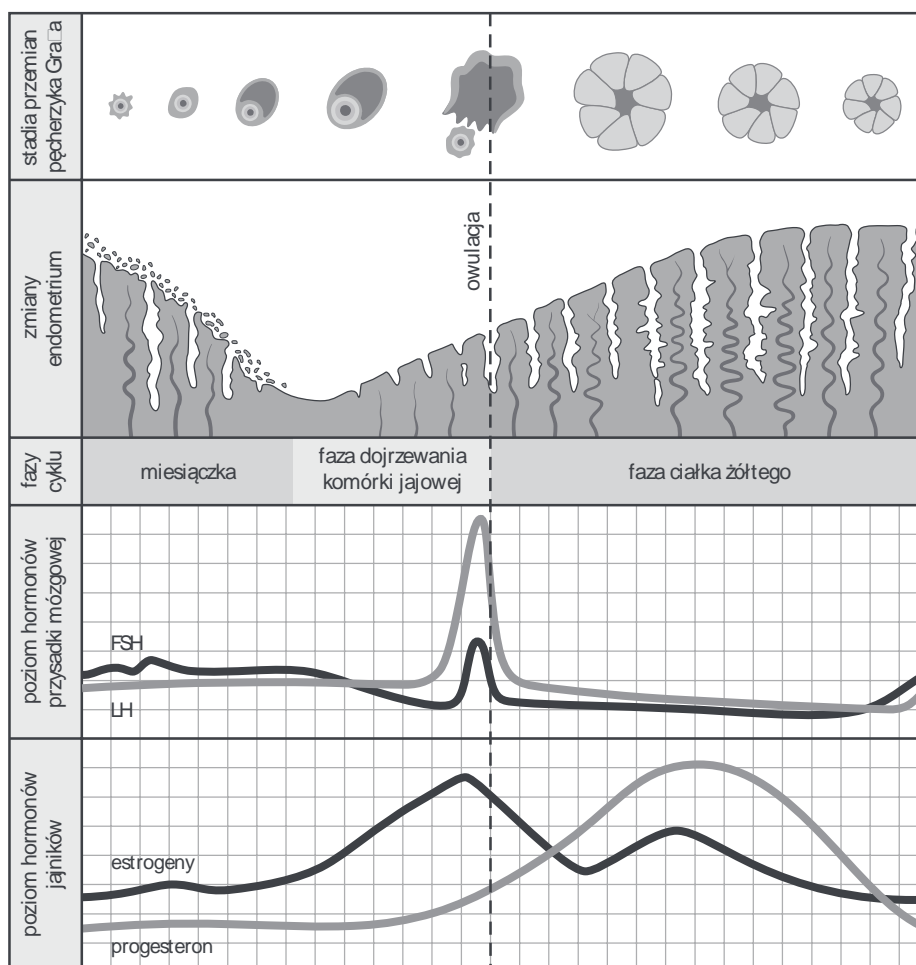 stadia przemian
pęcherzyka Gra□a
owulacja
zmiany
endometrium
fazy
cyklu
miesiączka
faza dojrzewania
komórki jajowej
faza ciałka żółtego
poziom hormonów
przysadki mózgowej
FSH
LH
poziom hormonów
jajników
estrogeny
progesteron